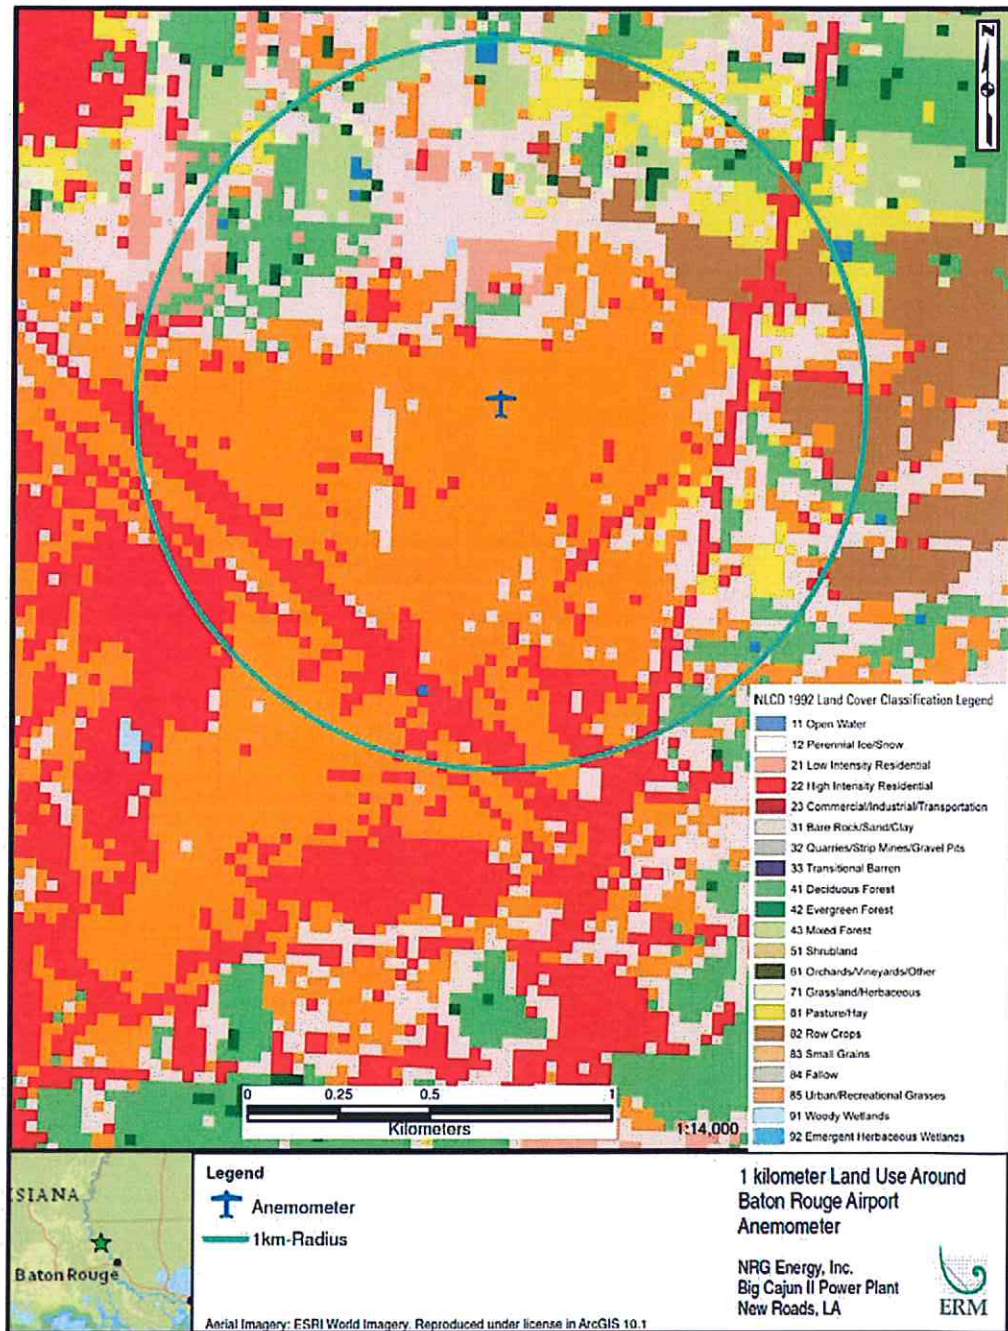 N
NLCD 1992 Land Cover Classification Legend
11 Open Water
12 Perennial Ice/Snow
21 Low Intensity Residential
22 High Intensity Residential
23 Commercial/Industrial/Transportation
31 Bare Rock/Sand/Clay
32 Quarries/Strip Mines/Gravel Pits
33 Transitional Barren
41 Deciduous Forest
42 Evergreen Forest
43 Mixed Forest
51 Shrubland
61 Orchards/Vineyards/Other
71 Grassland/Herbaceous
81 Pasture/Hay
82 Row Crops
83 Small Grains
84 Fallow
85 Urban/Recreational Grasses
91 Woody Wetlands
92 Emergent Herbaceous Wetlands
0 0.25 0.5 1
Kilometers
1:14,000
SIANA
Baton Rouge
Legend
Anemometer
1km-Radius
Aerial Imagery: ESRI World Imagery. Reproduced under license in ArcGIS 10.1
1 kilometer Land Use Around
Baton Rouge Airport
Anemometer
NRG Energy, Inc.
Big Cajun II Power Plant
New Roads, LA
ERM